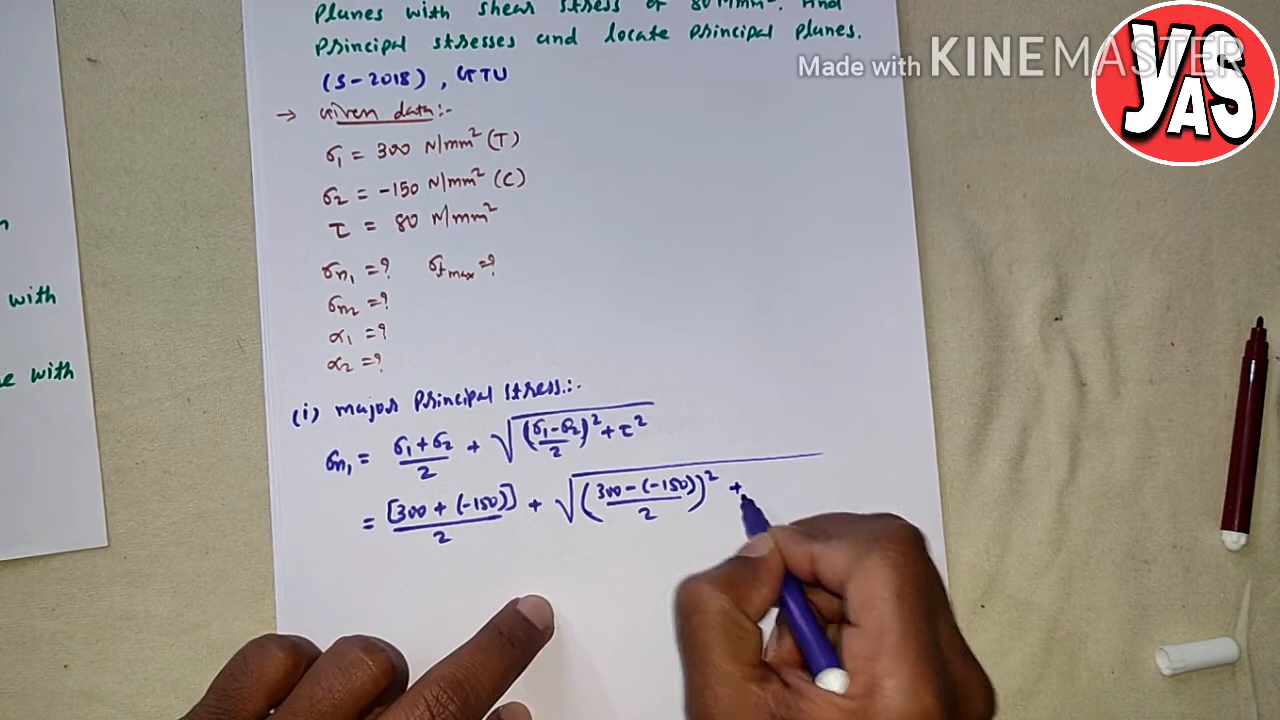 Planes with shear stress of 80 N/mm². And
Principal stresses and locate principal planes.
(S-2018), GTU
→ Given data:-
σ₁ = 300 N/mm² (T)
σ₂ = -150 N/mm² (C)
τ = 80 N/mm²
σn₁ = ? σt max = ?
σn₂ = ?
α₁ = ?
α₂ = ?
(i) major Principal stress:-
σn₁ = σ₁+σ₂/2 + √(σ₁-σ₂/2)² + τ²
= [300 + (-150)]/2 + √(300-(-150)/2)² +
with
e with
Made with KINEMASTER
YAS